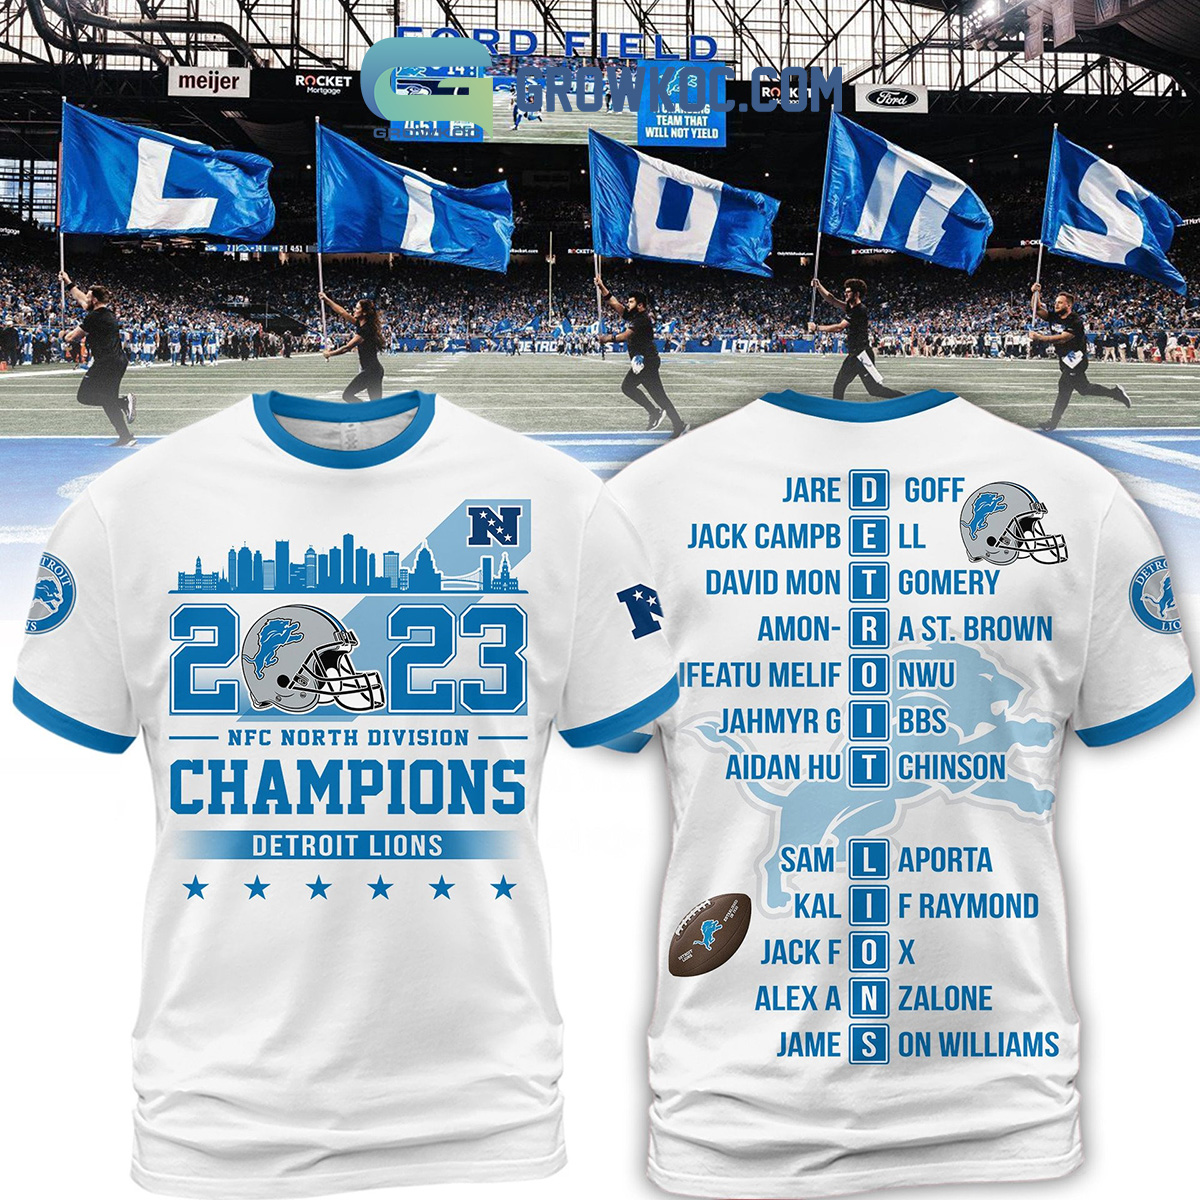 FORD FIELD
GROWKOC.COM
GROWKOC
meijer
ROCKET
Mortgage
Ford
TEAM THAT
WILL NOT YIELD
LIONS
DETROIT
LIONS
2023
NFC NORTH DIVISION
CHAMPIONS
DETROIT LIONS
JARED GOFF
JACK CAMPBELL
DAVID MONTGOMERY
AMON-RA ST. BROWN
IFEATU MELIFONWU
JAHMYR GIBBS
AIDAN HUTCHINSON
SAM LAPORTA
KALIF RAYMOND
JACK FOX
ALEX ANZALONE
JAMESON WILLIAMS